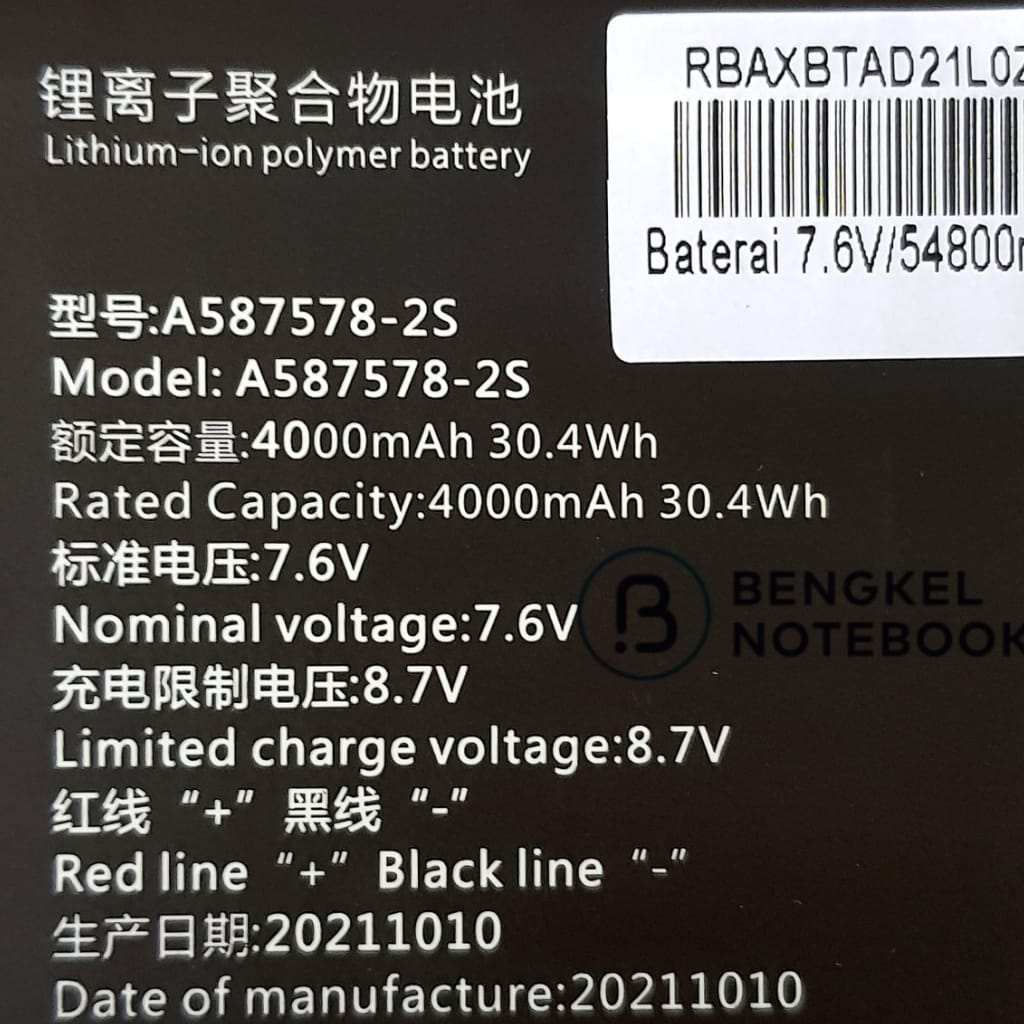 锂离子聚合物电池
Lithium-ion polymer battery
RBAXBTAD21L0
Baterai 7.6V/54800
型号:A587578-2S
Model: A587578-2S
额定容量:4000mAh 30.4Wh
Rated Capacity:4000mAh 30.4Wh
标准电压:7.6V
Nominal voltage:7.6V
充电限制电压:8.7V
Limited charge voltage:8.7V
红线 “+” 黑线 “-”
Red line “+” Black line “-”
生产日期:20211010
Date of manufacture:20211010
BENGKEL
NOTEBOOK